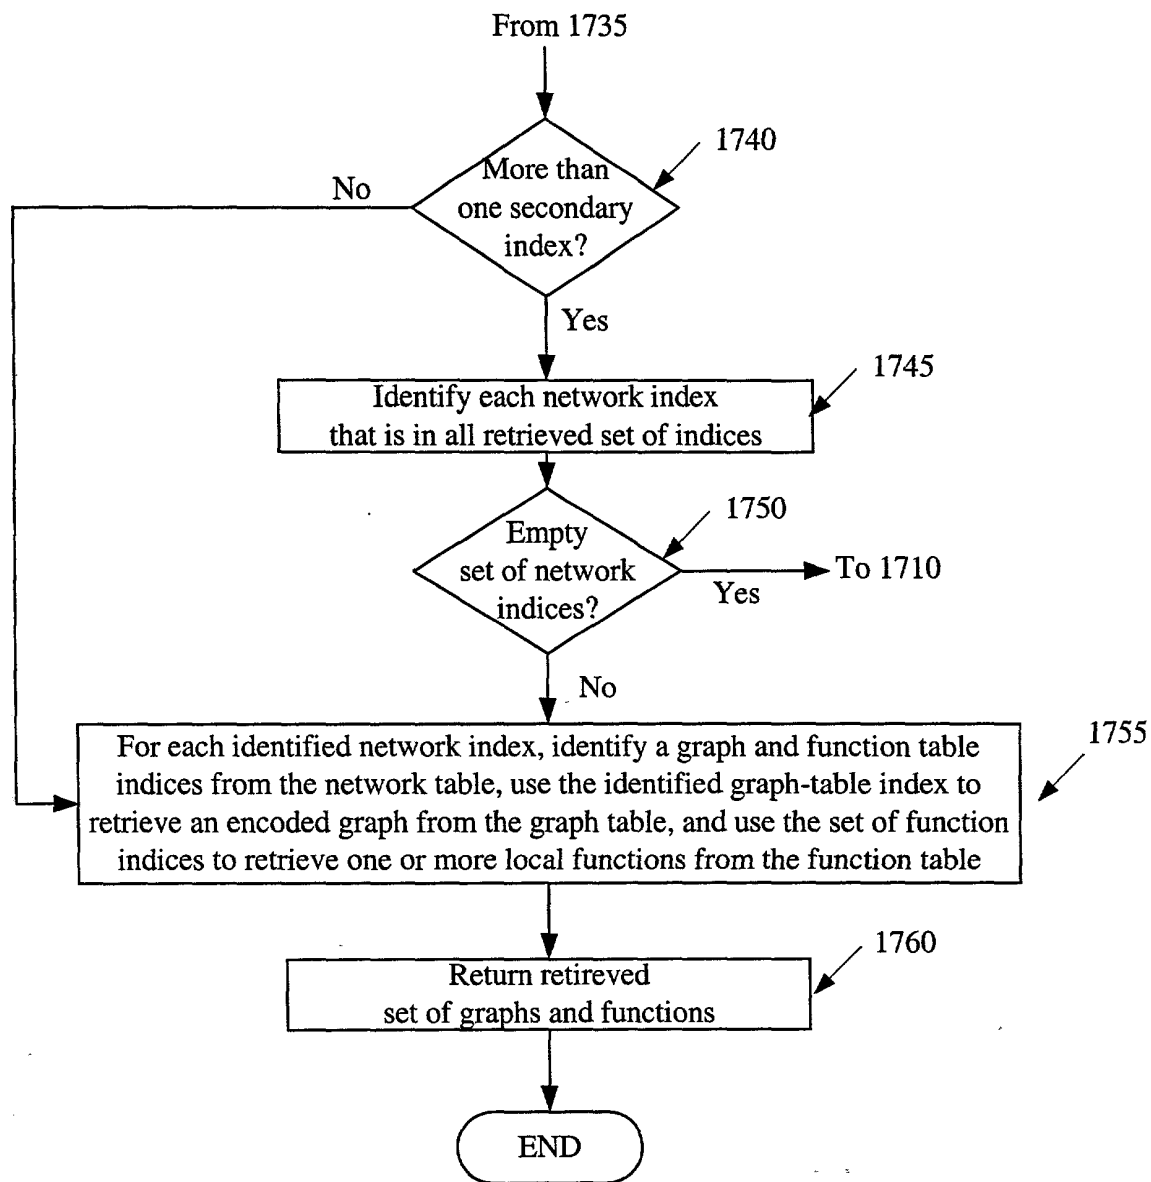 From 1735
1740
More than
one secondary
index?
No
Yes
1745
Identify each network index
that is in all retrieved set of indices
1750
Empty
set of network
indices?
To 1710
Yes
No
1755
For each identified network index, identify a graph and function table
indices from the network table, use the identified graph-table index to
retrieve an encoded graph from the graph table, and use the set of function
indices to retrieve one or more local functions from the function table
1760
Return retireved
set of graphs and functions
END